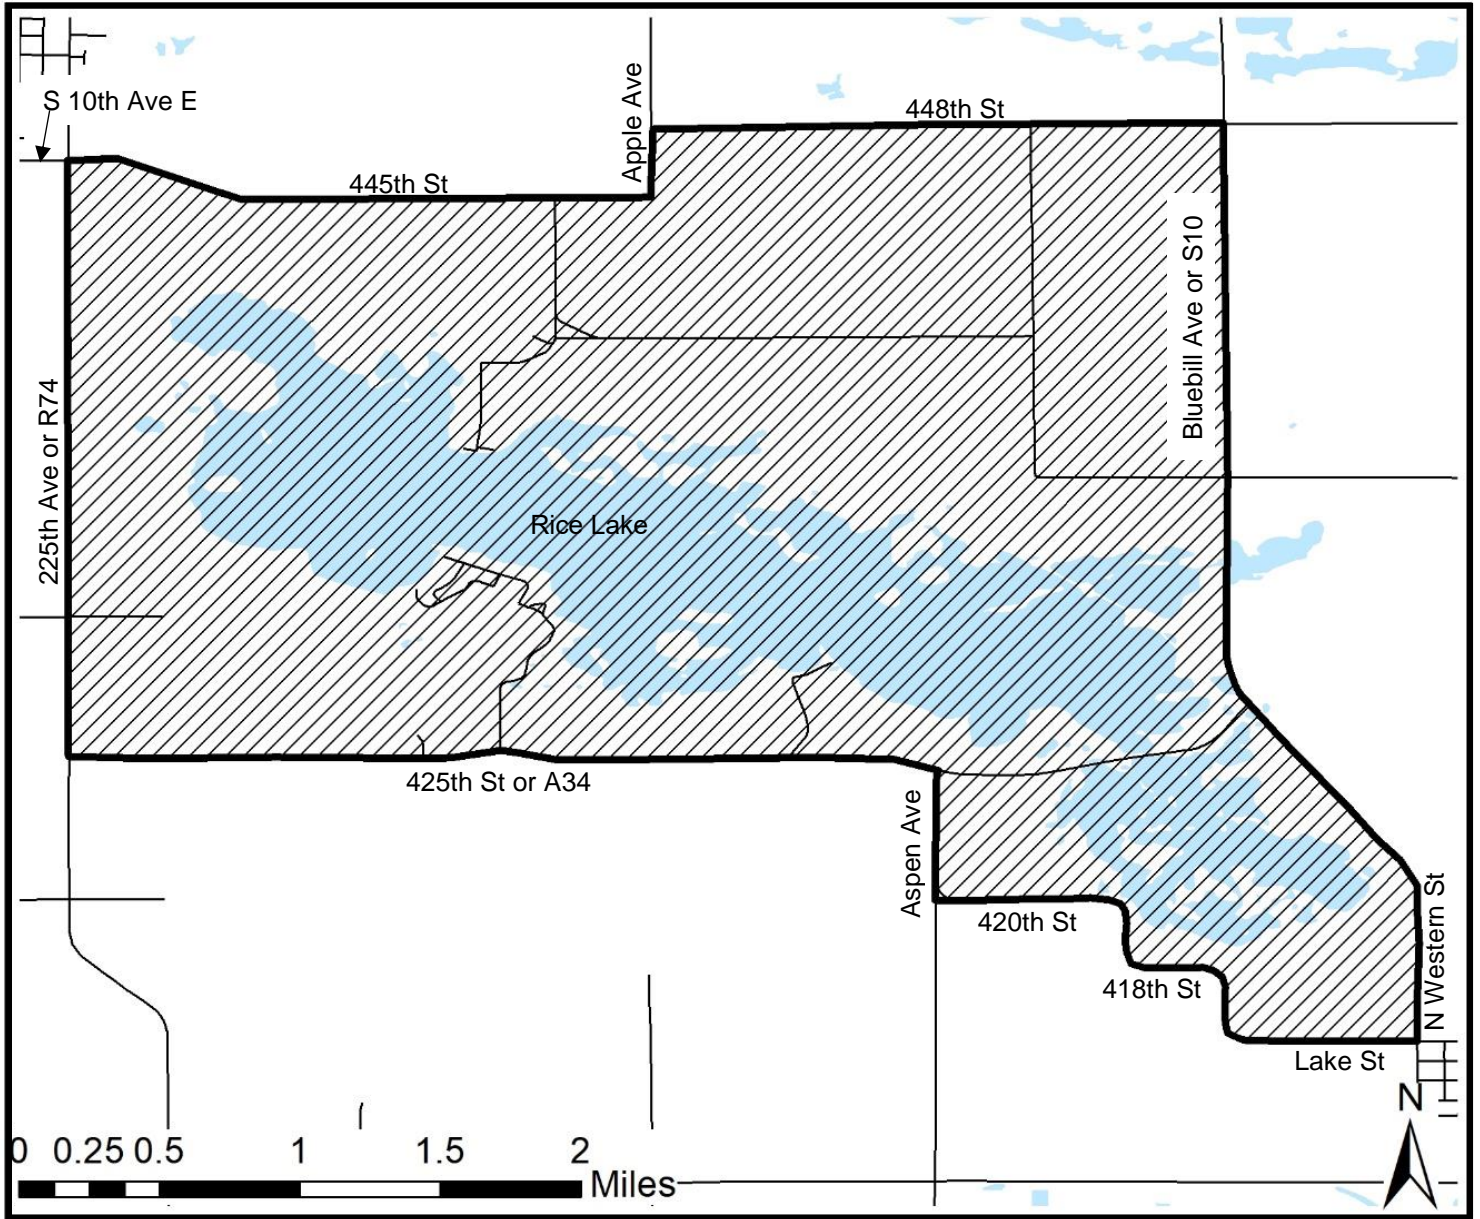 S 10th Ave E
Apple Ave
448th St
445th St
Bluebill Ave or S10
225th Ave or R74
Rice Lake
425th St or A34
Aspen Ave
420th St
N Western St
418th St
Lake St
N
0 0.25 0.5 1 1.5 2
Miles